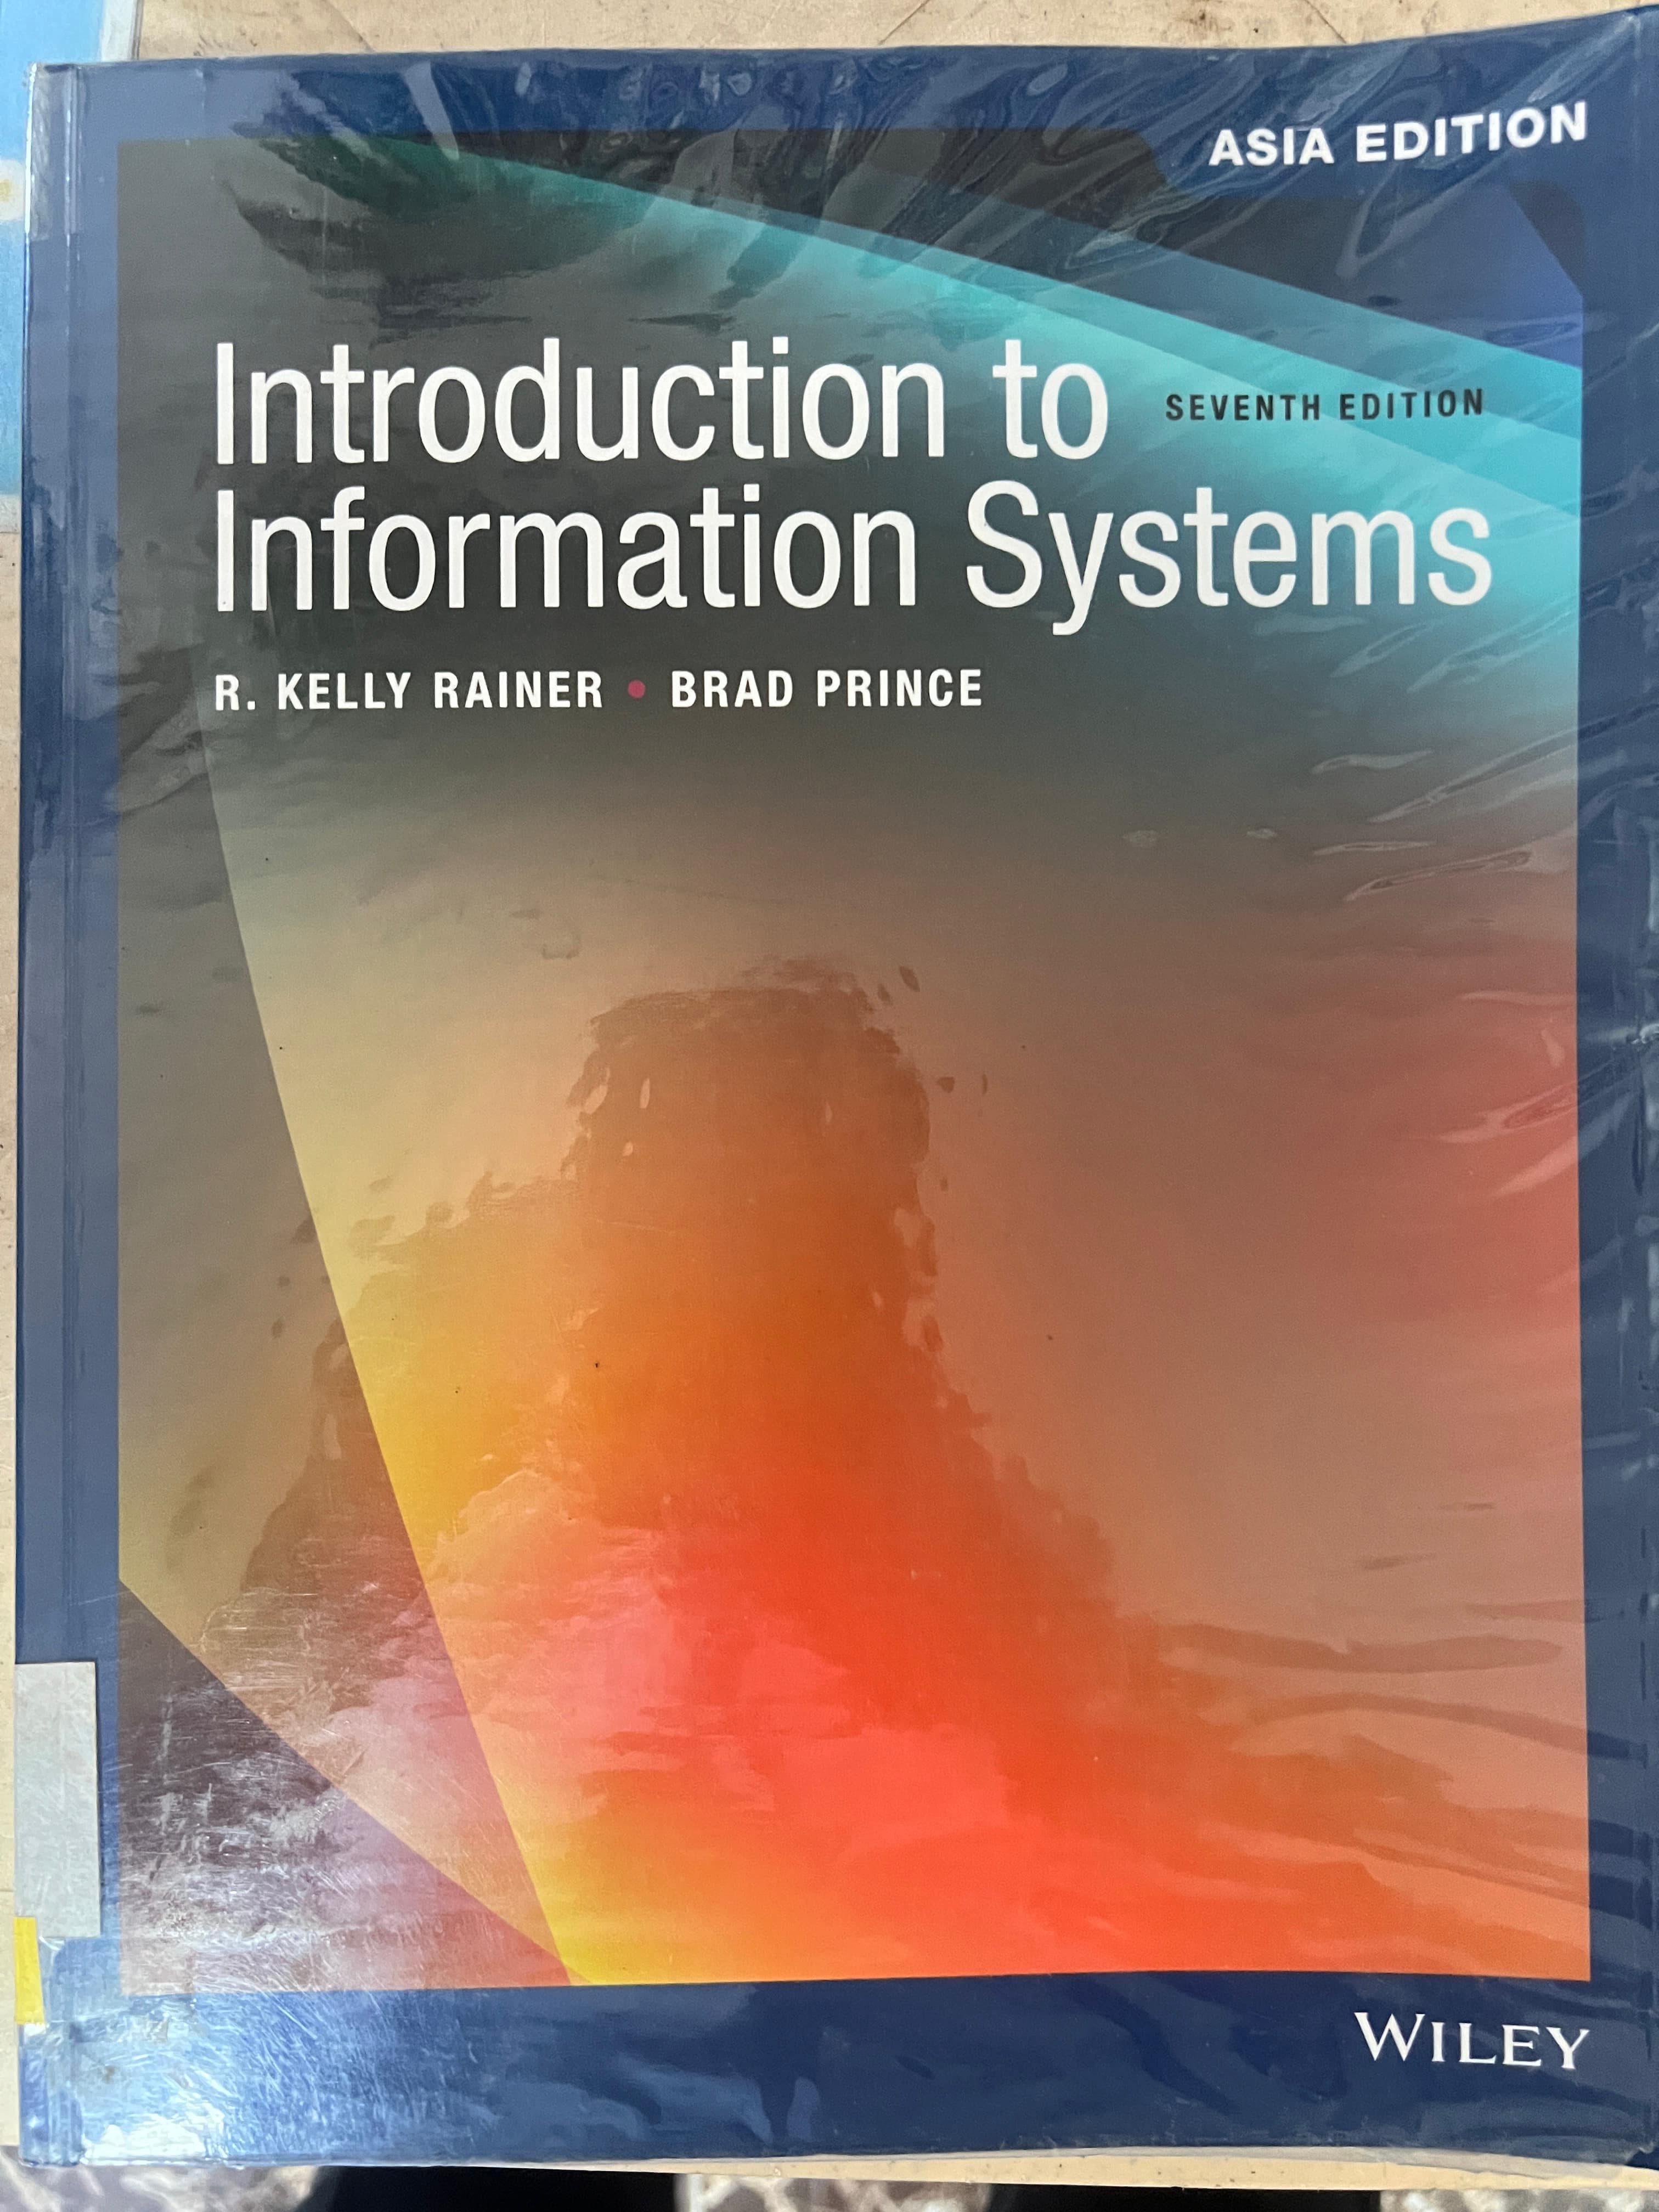 ASIA EDITION
Introduction to
SEVENTH EDITION
Information Systems
R. KELLY RAINER • BRAD PRINCE
WILEY